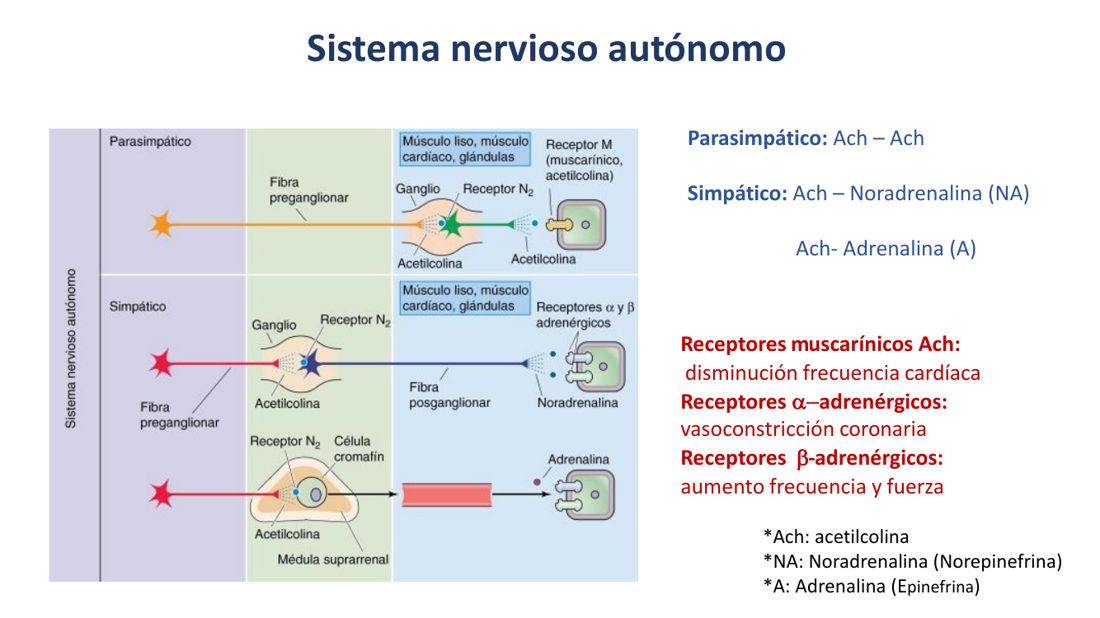 Sistema nervioso autónomo
Sistema nervioso autónomo
Parasimpático
Fibra
preganglionar
Músculo liso, músculo
cardíaco, glándulas
Ganglio
Receptor N2
Receptor M
(muscarínico,
acetilcolina)
Acetilcolina
Acetilcolina
Simpático
Ganglio
Receptor N2
Músculo liso, músculo
cardíaco, glándulas
Receptores α y β
adrenérgicos
Fibra
preganglionar
Acetilcolina
Fibra
posganglionar
Noradrenalina
Receptor N2
Célula
cromafín
Adrenalina
Acetilcolina
Médula suprarrenal
Parasimpático: Ach – Ach
Simpático: Ach – Noradrenalina (NA)
Ach- Adrenalina (A)
Receptores muscarínicos Ach:
disminución frecuencia cardíaca
Receptores α–adrenérgicos:
vasoconstricción coronaria
Receptores β-adrenérgicos:
aumento frecuencia y fuerza
*Ach: acetilcolina
*NA: Noradrenalina (Norepinefrina)
*A: Adrenalina (Epinefrina)